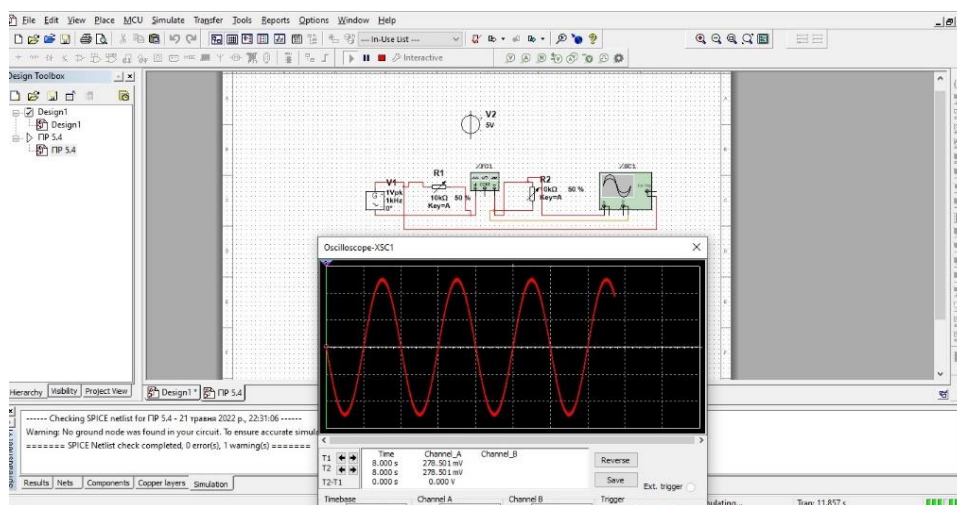 File Edit View Place MCU Simulate Transfer Tools Reports Options Window Help
--- In-Use List ---
Interactive
Design Toolbox
Design1
Design1
ПР 5.4
ПР 5.4
V2
5V
V1
1Vpk
1kHz
0°
R1
10kΩ 50 %
Key=A
XFG1
COM
R2
10kΩ 50 %
Key=A
XSC1
Oscilloscope-XSC1
Hierarchy Visibility Project View
Design1 * ПР 5.4
------ Checking SPICE netlist for ПР 5.4 - 21 травня 2022 р., 22:31:06 ------
Warning: No ground node was found in your circuit. To ensure accurate simula
======= SPICE Netlist check completed, 0 error(s), 1 warning(s) =======
Results Nets Components Copper layers Simulation
Time Channel_A Channel_B
T1 8.000 s 278.501 mV
T2 8.000 s 278.501 mV
T2-T1 0.000 s 0.000 V
Reverse
Save
Ext. trigger
Timebase Channel A Channel B Trigger
Tran: 11.857 s